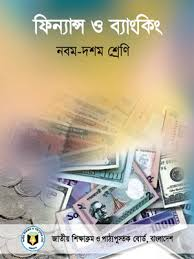 ফিন্যান্স ও ব্যাংকিং
নবম-দশম শ্রেণি
জাতীয় শিক্ষাক্রম ও পাঠ্যপুস্তক বোর্ড, বাংলাদেশ